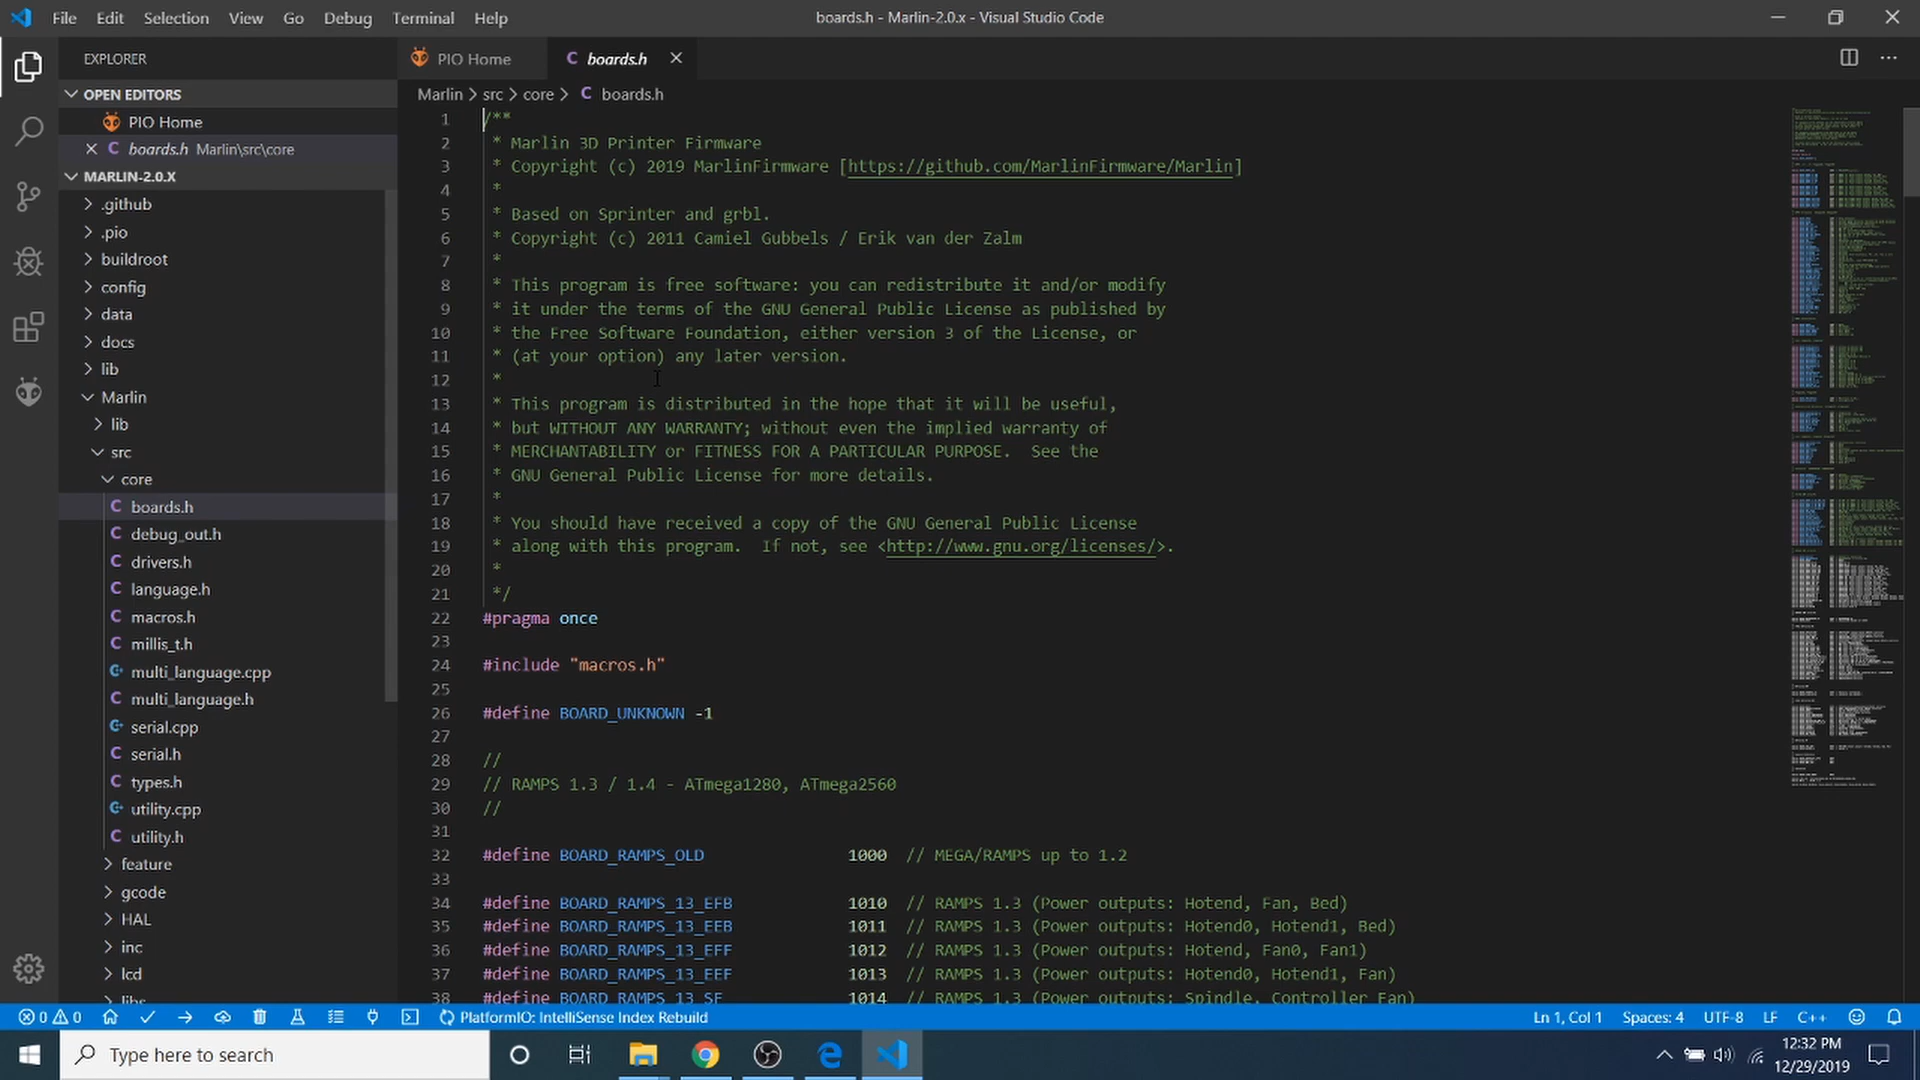 File Edit Selection View Go Debug Terminal Help
boards.h - Marlin-2.0.x - Visual Studio Code
EXPLORER
OPEN EDITORS
PIO Home
boards.h Marlin\src\core
MARLIN-2.0.X
.github
.pio
buildroot
config
data
docs
lib
Marlin
lib
src
core
boards.h
debug_out.h
drivers.h
language.h
macros.h
millis_t.h
multi_language.cpp
multi_language.h
serial.cpp
serial.h
types.h
utility.cpp
utility.h
feature
gcode
HAL
inc
lcd
libs
PIO Home
boards.h
Marlin > src > core > boards.h
1 /**
2 * Marlin 3D Printer Firmware
3 * Copyright (c) 2019 MarlinFirmware [https://github.com/MarlinFirmware/Marlin]
4 *
5 * Based on Sprinter and grbl.
6 * Copyright (c) 2011 Camiel Gubbels / Erik van der Zalm
7 *
8 * This program is free software: you can redistribute it and/or modify
9 * it under the terms of the GNU General Public License as published by
10 * the Free Software Foundation, either version 3 of the License, or
11 * (at your option) any later version.
12 *
13 * This program is distributed in the hope that it will be useful,
14 * but WITHOUT ANY WARRANTY; without even the implied warranty of
15 * MERCHANTABILITY or FITNESS FOR A PARTICULAR PURPOSE. See the
16 * GNU General Public License for more details.
17 *
18 * You should have received a copy of the GNU General Public License
19 * along with this program. If not, see <http://www.gnu.org/licenses/>.
20 *
21 */
22 #pragma once
23
24 #include "macros.h"
25
26 #define BOARD_UNKNOWN -1
27
28 //
29 // RAMPS 1.3 / 1.4 - ATmega1280, ATmega2560
30 //
31
32 #define BOARD_RAMPS_OLD 1000 // MEGA/RAMPS up to 1.2
33
34 #define BOARD_RAMPS_13_EFB 1010 // RAMPS 1.3 (Power outputs: Hotend, Fan, Bed)
35 #define BOARD_RAMPS_13_EEB 1011 // RAMPS 1.3 (Power outputs: Hotend0, Hotend1, Bed)
36 #define BOARD_RAMPS_13_EFF 1012 // RAMPS 1.3 (Power outputs: Hotend, Fan0, Fan1)
37 #define BOARD_RAMPS_13_EEF 1013 // RAMPS 1.3 (Power outputs: Hotend0, Hotend1, Fan)
38 #define BOARD_RAMPS_13_SF 1014 // RAMPS 1.3 (Power outputs: Spindle, Controller Fan)
0 0 PlatformIO: IntelliSense Index Rebuild Ln 1, Col 1 Spaces: 4 UTF-8 LF C++
Type here to search
12:32 PM
12/29/2019